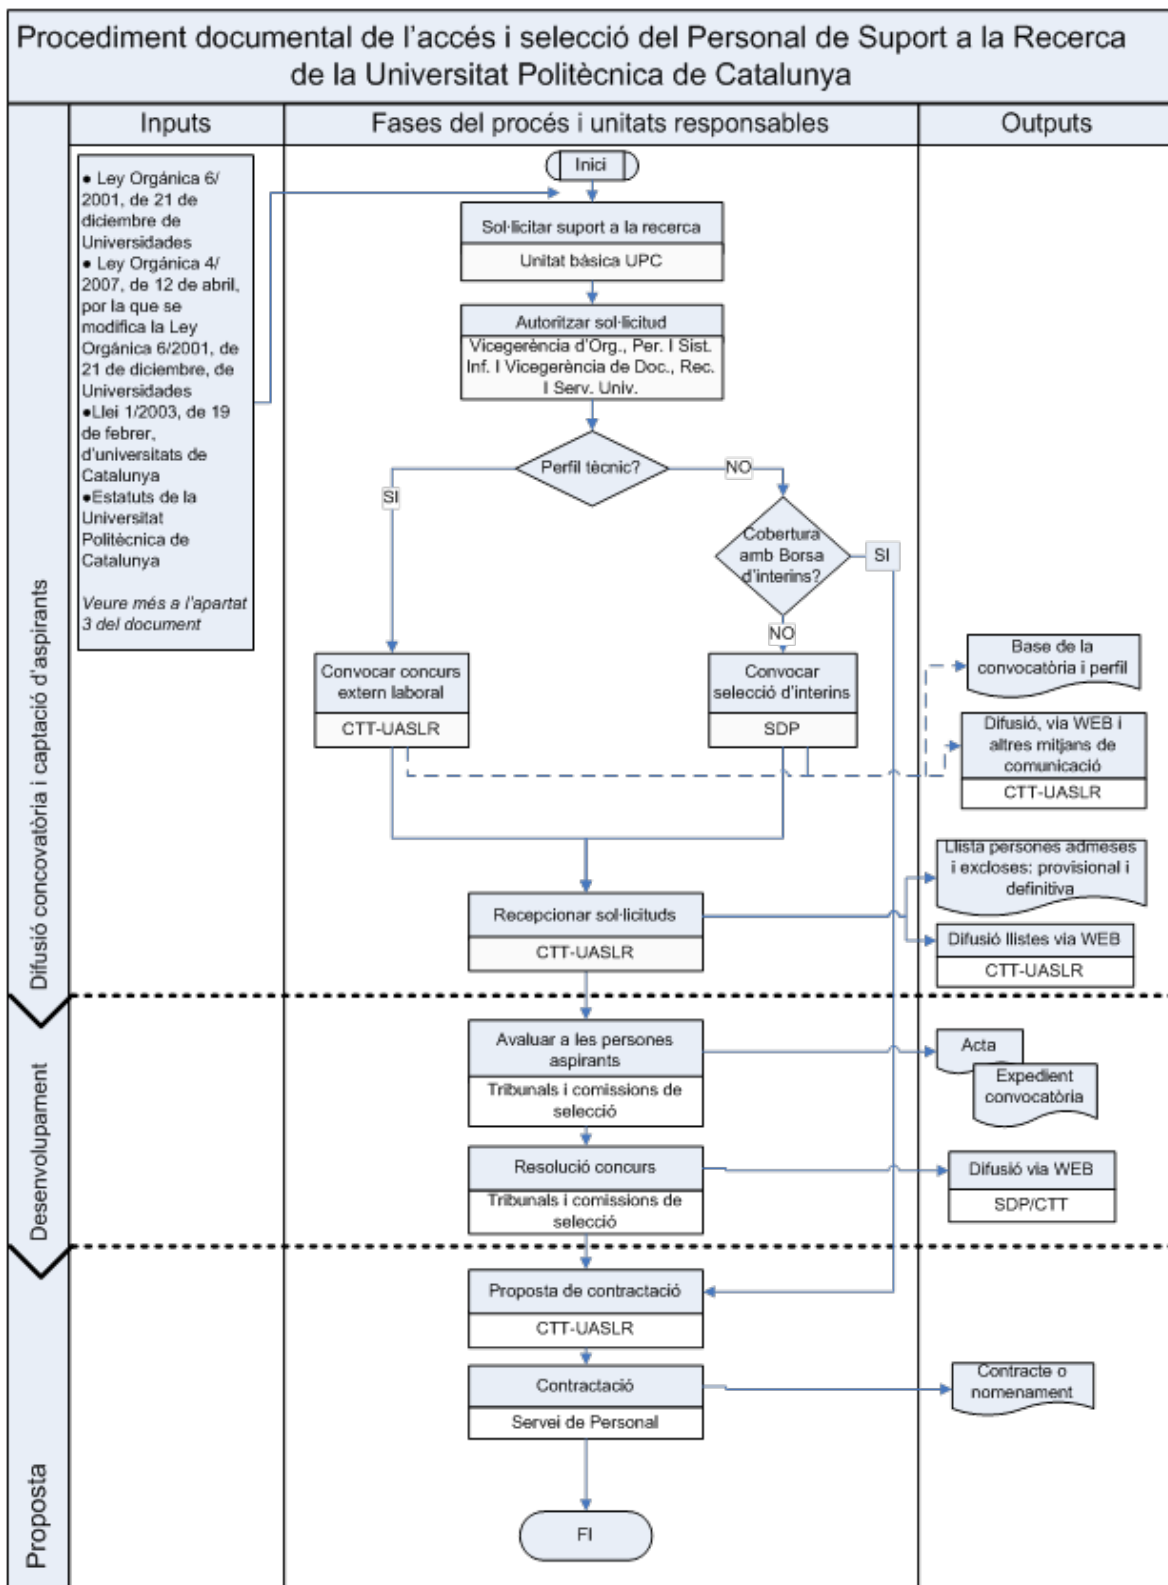 Procediment documental de l'accés i selecció del Personal de Suport a la Recerca
de la Universitat Politècnica de Catalunya
Inputs
Fases del procés i unitats responsables
Outputs
● Ley Orgánica 6/
2001, de 21 de
diciembre de
Universidades
● Ley Orgánica 4/
2007, de 12 de abril,
por la que se
modifica la Ley
Orgánica 6/2001, de
21 de diciembre, de
Universidades
●Llei 1/2003, de 19
de febrer,
d'universitats de
Catalunya
●Estatuts de la
Universitat
Politècnica de
Catalunya
Veure més a l'apartat
3 del document
Inici
Sol·licitar suport a la recerca
Unitat bàsica UPC
Autoritzar sol·licitud
Vicegerència d'Org., Per. I Sist.
Inf. I Vicegerència de Doc., Rec.
I Serv. Univ.
Perfil tècnic?
NO
SI
Cobertura
amb Borsa
d'interins?
SI
NO
Convocar concurs
extern laboral
CTT-UASLR
Convocar
selecció d'interins
SDP
Base de la
convocatòria i perfil
Difusió, via WEB i
altres mitjans de
comunicació
CTT-UASLR
Llista persones admeses
i excloses: provisional i
definitiva
Recepcionar sol·licituds
CTT-UASLR
Difusió llistes via WEB
CTT-UASLR
Difusió concovatòria i captació d'aspirants
Avaluar a les persones
aspirants
Tribunals i comissions de
selecció
Acta
Expedient
convocatòria
Resolució concurs
Tribunals i comissions de
selecció
Difusió via WEB
SDP/CTT
Desenvolupament
Proposta de contractació
CTT-UASLR
Contractació
Servei de Personal
Contracte o
nomenament
FI
Proposta